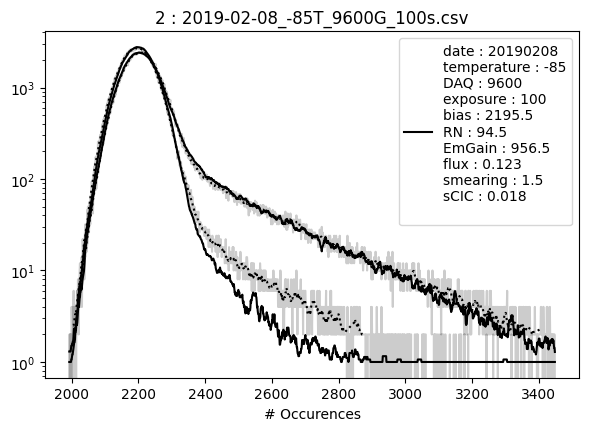 2 : 2019-02-08_-85T_9600G_100s.csv
date : 20190208
temperature : -85
DAQ : 9600
exposure : 100
bias : 2195.5
RN : 94.5
EmGain : 956.5
flux : 0.123
smearing : 1.5
sCIC : 0.018
10³
10²
10¹
10⁰
2000 2200 2400 2600 2800 3000 3200 3400
# Occurences